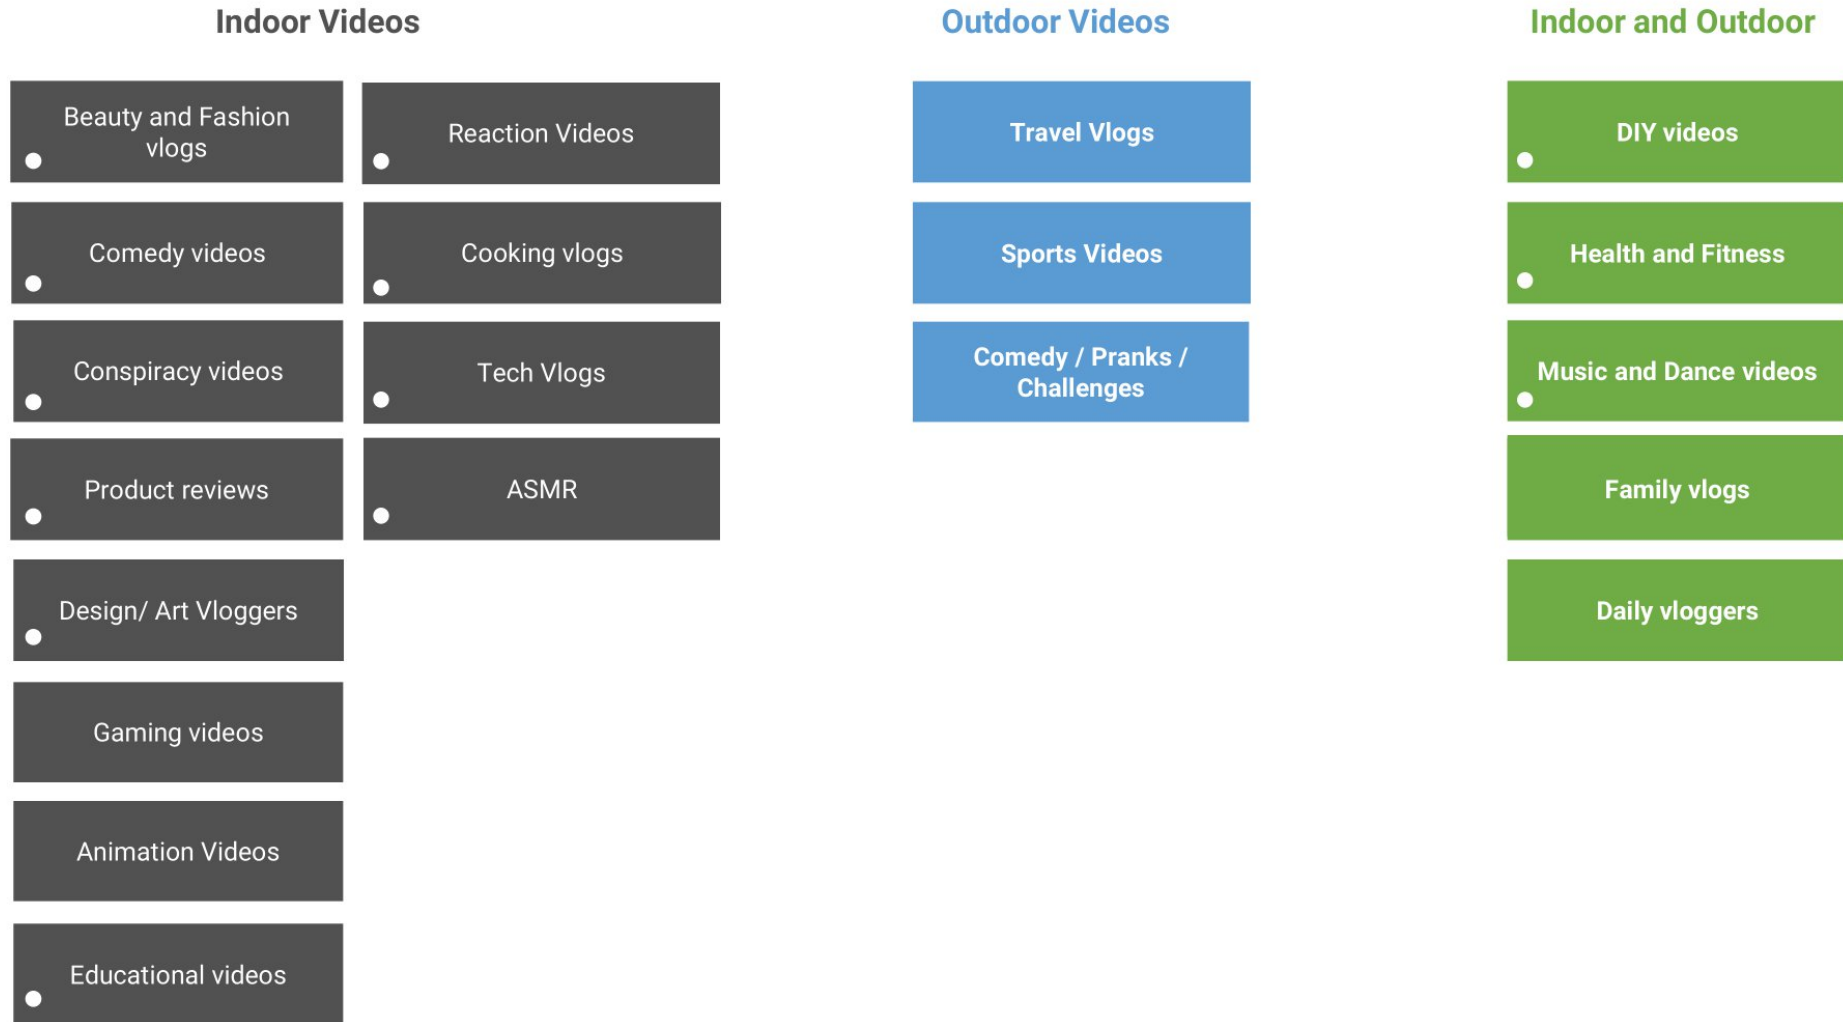 Indoor Videos
Beauty and Fashion
vlogs
Comedy videos
Conspiracy videos
Product reviews
Design/ Art Vloggers
Gaming videos
Animation Videos
Educational videos
Reaction Videos
Cooking vlogs
Tech Vlogs
ASMR
Outdoor Videos
Travel Vlogs
Sports Videos
Comedy / Pranks /
Challenges
Indoor and Outdoor
DIY videos
Health and Fitness
Music and Dance videos
Family vlogs
Daily vloggers